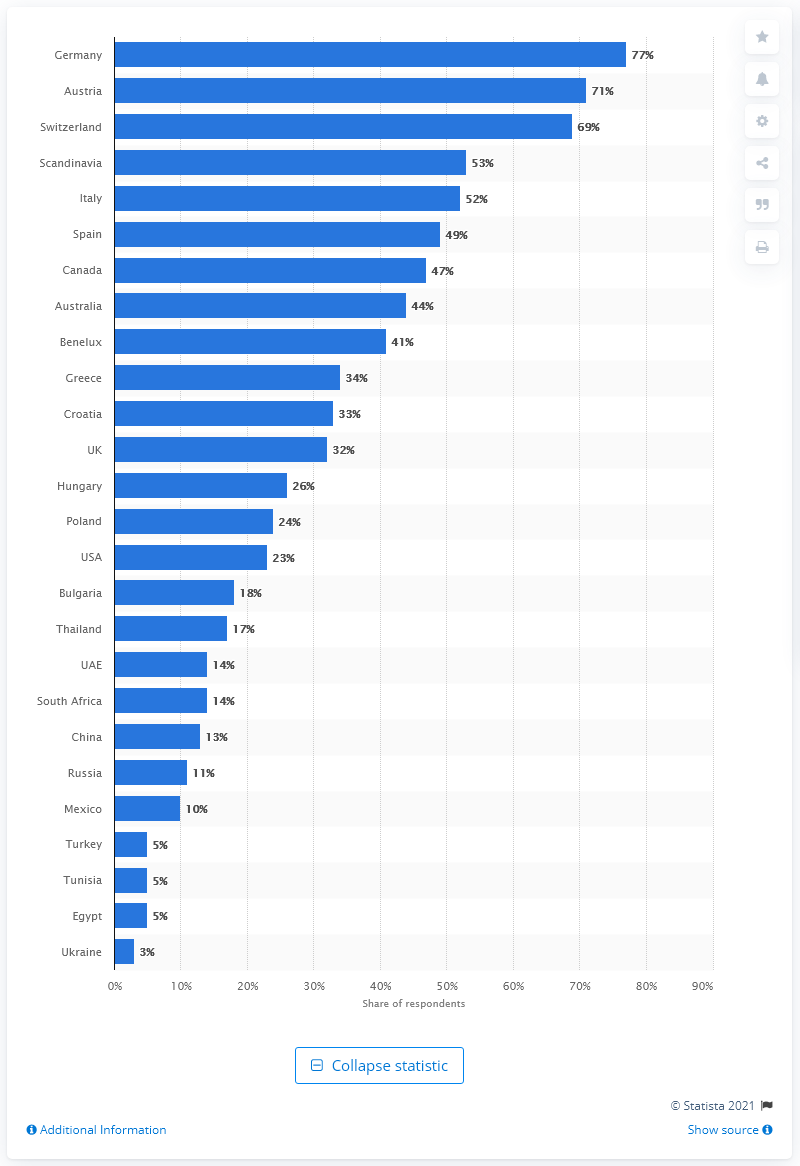 Germany 77%
Austria 71%
Switzerland 69%
Scandinavia 53%
Italy 52%
Spain 49%
Canada 47%
Australia 44%
Benelux 41%
Greece 34%
Croatia 33%
UK 32%
Hungary 26%
Poland 24%
USA 23%
Bulgaria 18%
Thailand 17%
UAE 14%
South Africa 14%
China 13%
Russia 11%
Mexico 10%
Turkey 5%
Tunisia 5%
Egypt 5%
Ukraine 3%
0% 10% 20% 30% 40% 50% 60% 70% 80% 90%
Share of respondents
Collapse statistic
© Statista 2021
Additional Information Show source